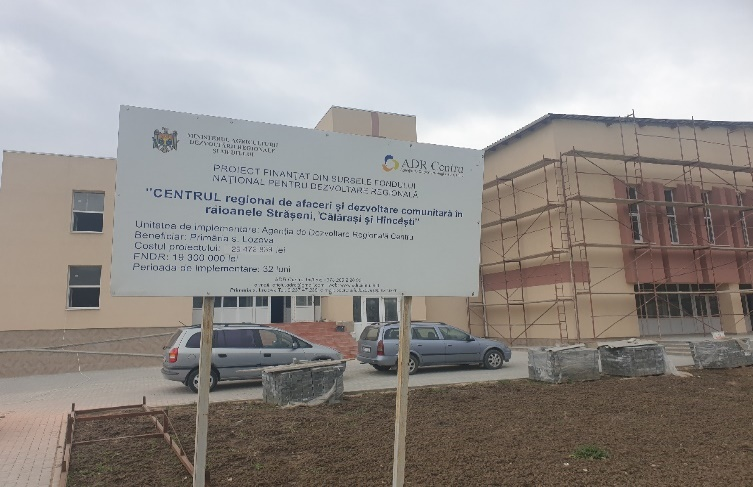 MINISTERUL AGRICULTURII
DEZVOLTĂRII REGIONALE
ȘI MEDIULUI
ADR Centru
PROIECT FINANȚAT DIN SURSELE FONDULUI
NAȚIONAL PENTRU DEZVOLTARE REGIONALĂ
"CENTRUL regional de afaceri și dezvoltare comunitară în
raioanele Strășeni, Călărași și Hîncești"
Unitatea de implementare: Agenția de Dezvoltare Regională Centru
Beneficiar: Primăria s. Lozova
Costul proiectului: lei
FNDR: 19 300 000 lei
Perioada de implementare: 32 luni